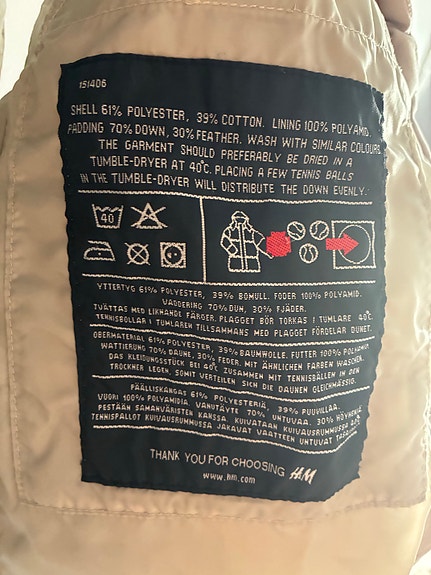 151406
SHELL 61% POLYESTER, 39% COTTON. LINING 100% POLYAMID.
PADDING 70% DOWN, 30% FEATHER. WASH WITH SIMILAR COLOURS.
THE GARMENT SHOULD PREFERABLY BE DRIED IN A
TUMBLE-DRYER AT 40°C. PLACING A FEW TENNIS BALLS
IN THE TUMBLE-DRYER WILL DISTRIBUTE THE DOWN EVENLY.
40
YTTERTYG 61% POLYESTER, 39% BOMULL. FODER 100% POLYAMID.
VADDERING 70% DUN, 30% FJÄDER.
TVÄTTAS MED LIKNANDE FÄRGER. PLAGGET BÖR TORKAS I TUMLARE 40°C.
TENNISBOLLAR I TUMLAREN TILLSAMMANS MED PLAGGET FÖRDELAR DUNET.
OBERMATERIAL 61% POLYESTER, 39% BAUMWOLLE. FUTTER 100% POLYAMID.
WATTIERUNG 70% DAUNE, 30% FEDER. MIT ÄHNLICHEN FARBEN WASCHEN.
DAS KLEIDUNGSSTÜCK BEI 40°C ZUSAMMEN MIT TENNISBÄLLEN IN DEN
TROCKNER LEGEN, SOMIT VERTEILEN SICH DIE DAUNEN GLEICHMÄSSIG.
PÄÄLLISKANGAS 61% POLYESTERIÄ, 39% PUUVILLAA.
VUORI 100% POLYAMDIA. VANUTÄYTE 70% UNTUVAA. 30% HÖYHENIÄ
PESTÄÄN SAMANVÄRISTEN KANSSA. KUIVATAAN KUIVAUSRUMMUSSA 40°C.
TENNISPALLOT KUIVAUSRUMMUSSA JAKAVAT VAATTEEN UNTUVAT
THANK YOU FOR CHOOSING H&M
www.hm.com